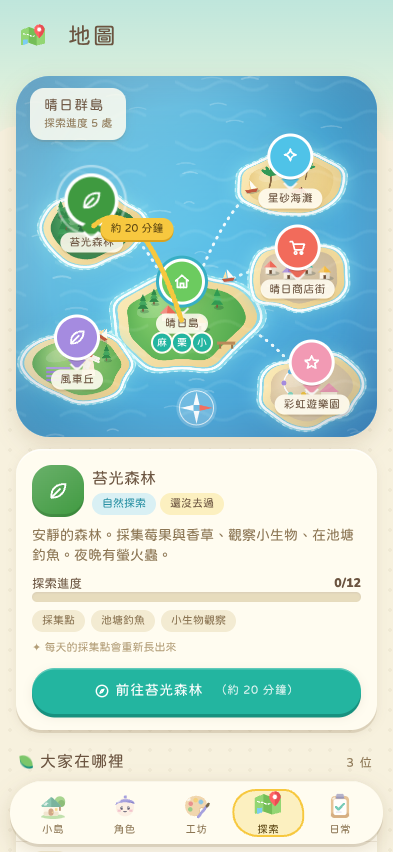 地圖
晴日群島
探索進度 5 處
星砂海灘
約 20 分鐘
苔光森林
晴日商店街
晴日島
麻 栗 小
風車丘
彩虹遊樂園
苔光森林
自然探索 還沒去過
安靜的森林。採集莓果與香草、觀察小生物、在池塘
釣魚。夜晚有螢火蟲。
探索進度 0/12
採集點 池塘釣魚 小生物觀察
✦ 每天的採集點會重新長出來
前往苔光森林 （約 20 分鐘）
大家在哪裡 3 位
小島 角色 工坊 探索 日常